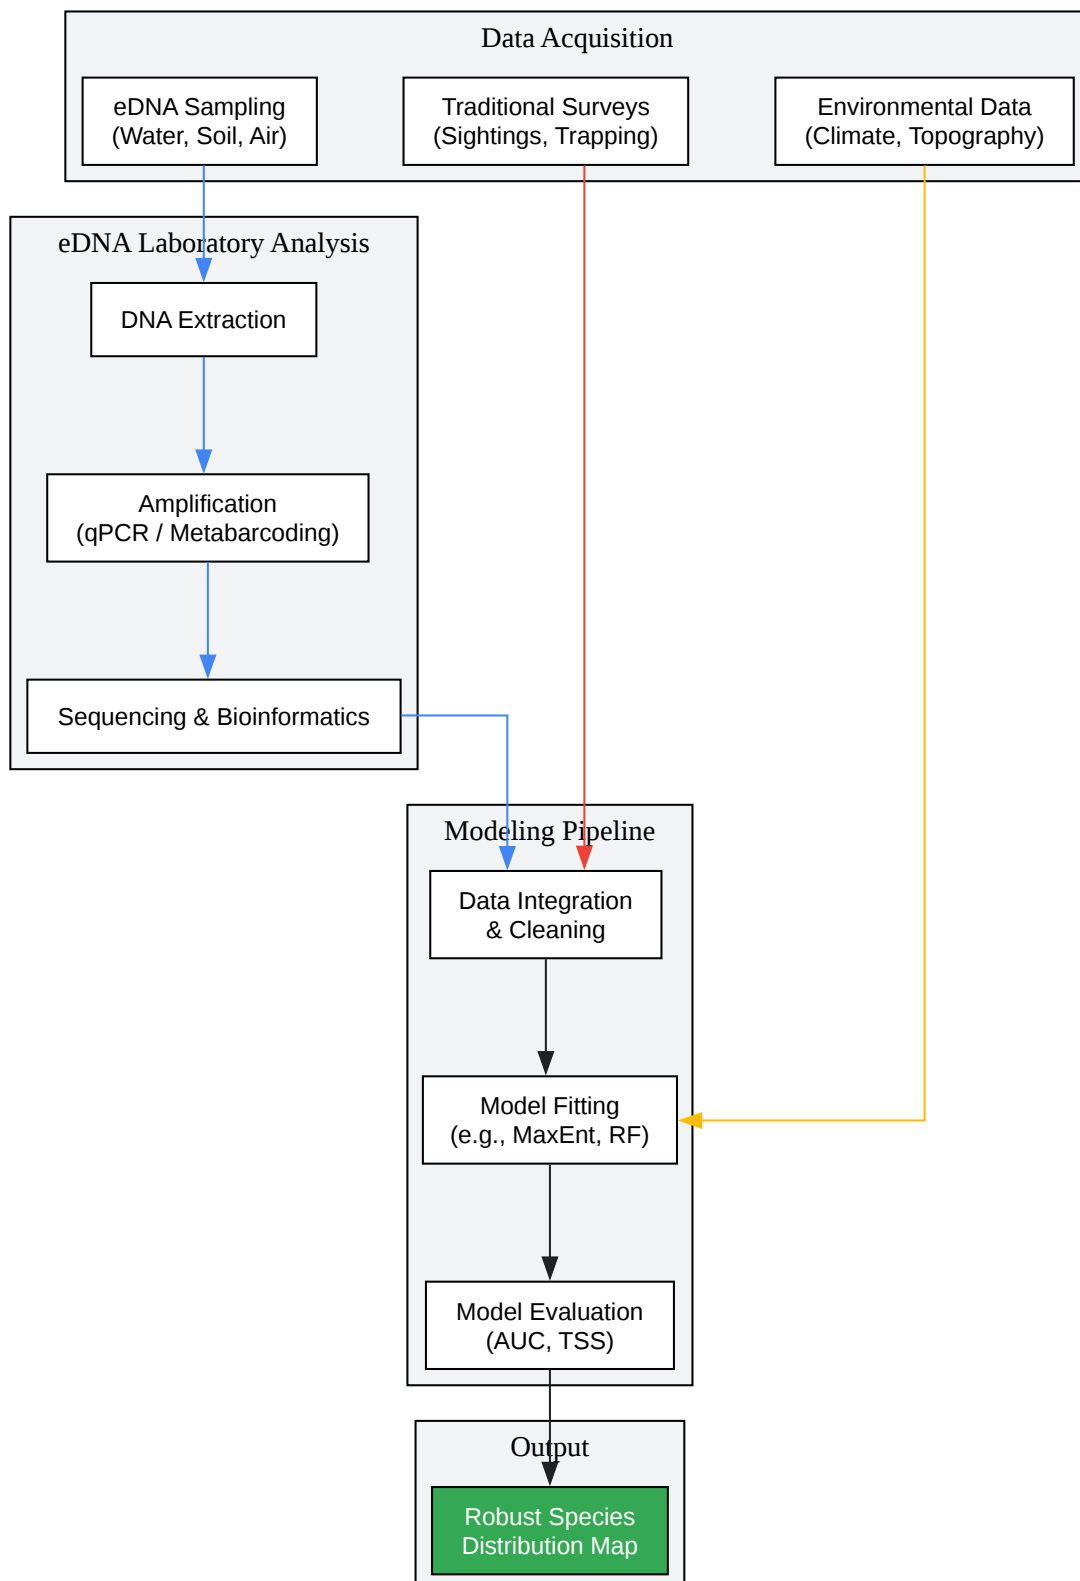 Data Acquisition
eDNA Sampling
(Water, Soil, Air)
Traditional Surveys
(Sightings, Trapping)
Environmental Data
(Climate, Topography)
eDNA Laboratory Analysis
DNA Extraction
Amplification
(qPCR / Metabarcoding)
Sequencing & Bioinformatics
Modeling Pipeline
Data Integration
& Cleaning
Model Fitting
(e.g., MaxEnt, RF)
Model Evaluation
(AUC, TSS)
Output
Robust Species
Distribution Map